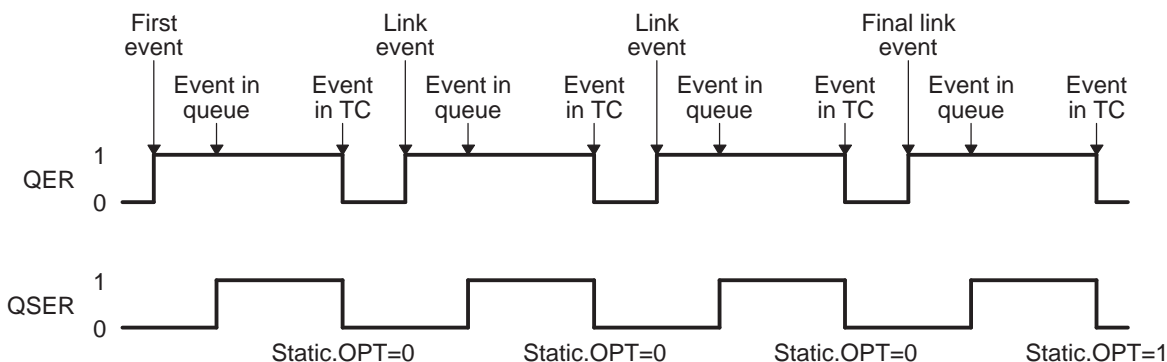 First
event
Link
event
Link
event
Final link
event
Event in
queue
Event
in TC
Event in
queue
Event
in TC
Event in
queue
Event
in TC
Event in
queue
Event
in TC
1
QER
0
1
QSER
0
Static.OPT=0
Static.OPT=0
Static.OPT=0
Static.OPT=1